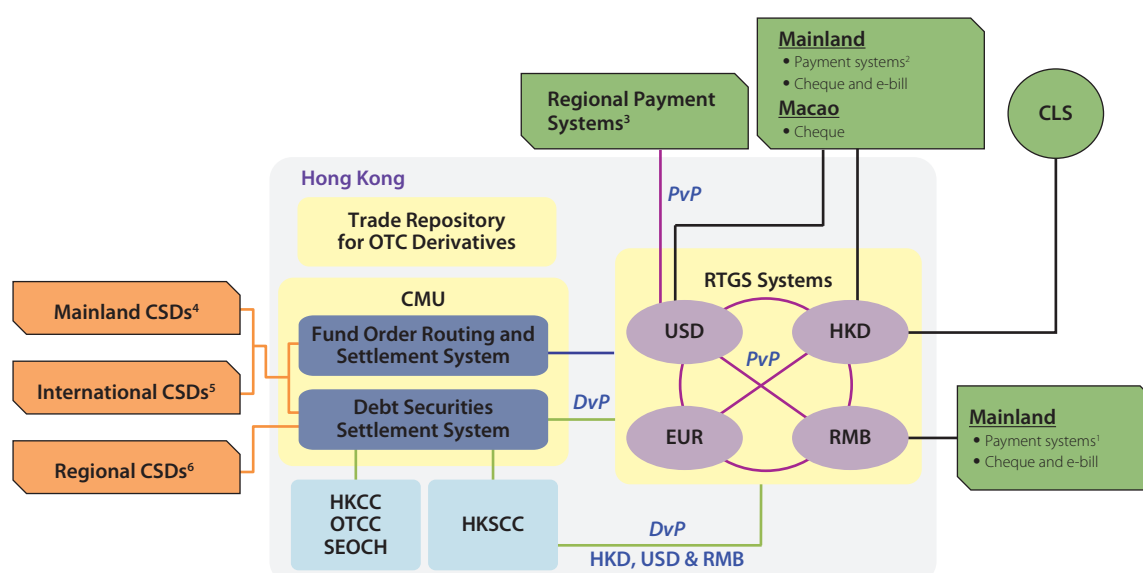 Mainland
• Payment systems²
• Cheque and e-bill
Macao
• Cheque
Regional Payment
Systems³
CLS
Hong Kong
PvP
Trade Repository
for OTC Derivatives
RTGS Systems
CMU
Mainland CSDs⁴
Fund Order Routing and
Settlement System
USD
HKD
PvP
International CSDs⁵
Debt Securities
Settlement System
DvP
EUR
RMB
Mainland
• Payment systems¹
• Cheque and e-bill
Regional CSDs⁶
HKCC
OTCC
SEOCH
HKSCC
DvP
HKD, USD & RMB